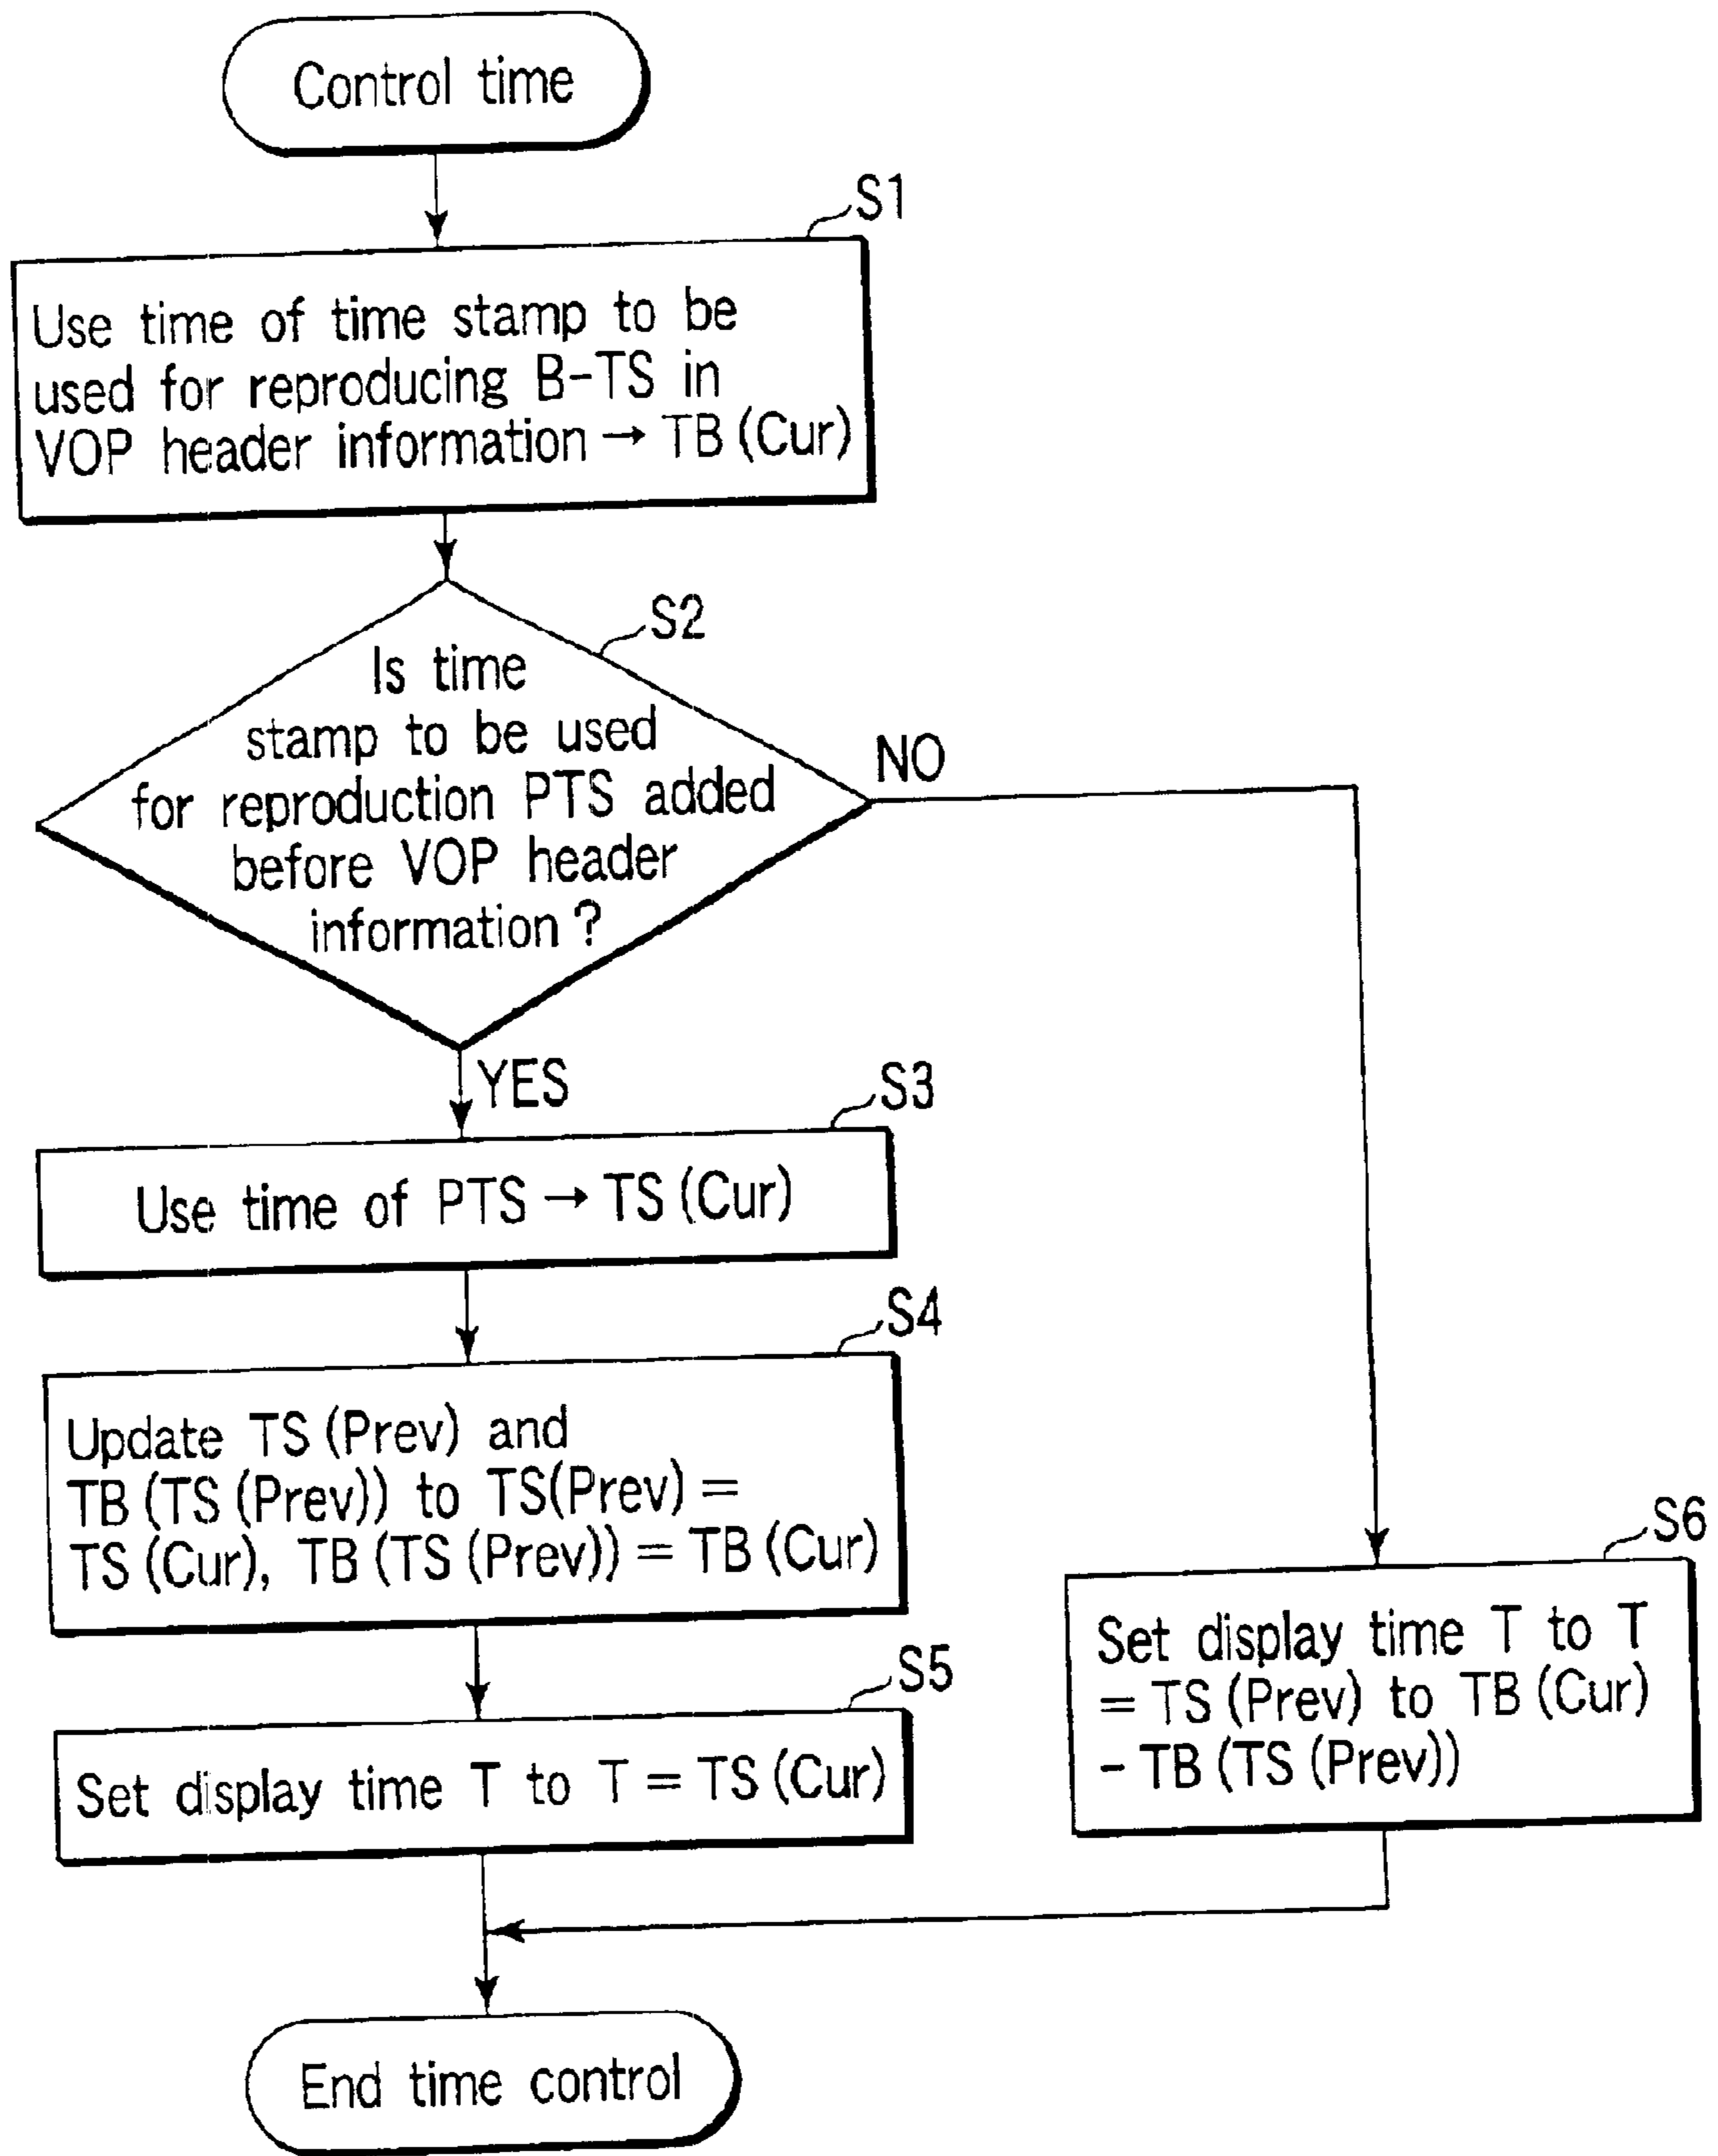 Control time
S1
Use time of time stamp to be
used for reproducing B-TS in
VOP header information → TB (Cur)
S2
Is time
stamp to be used
for reproduction PTS added
before VOP header
information ?
NO
YES
S3
Use time of PTS → TS (Cur)
S4
Update TS (Prev) and
TB (TS (Prev)) to TS(Prev) =
TS (Cur), TB (TS (Prev)) = TB (Cur)
S5
Set display time T to T = TS (Cur)
S6
Set display time T to T
= TS (Prev) to TB (Cur)
- TB (TS (Prev))
End time control